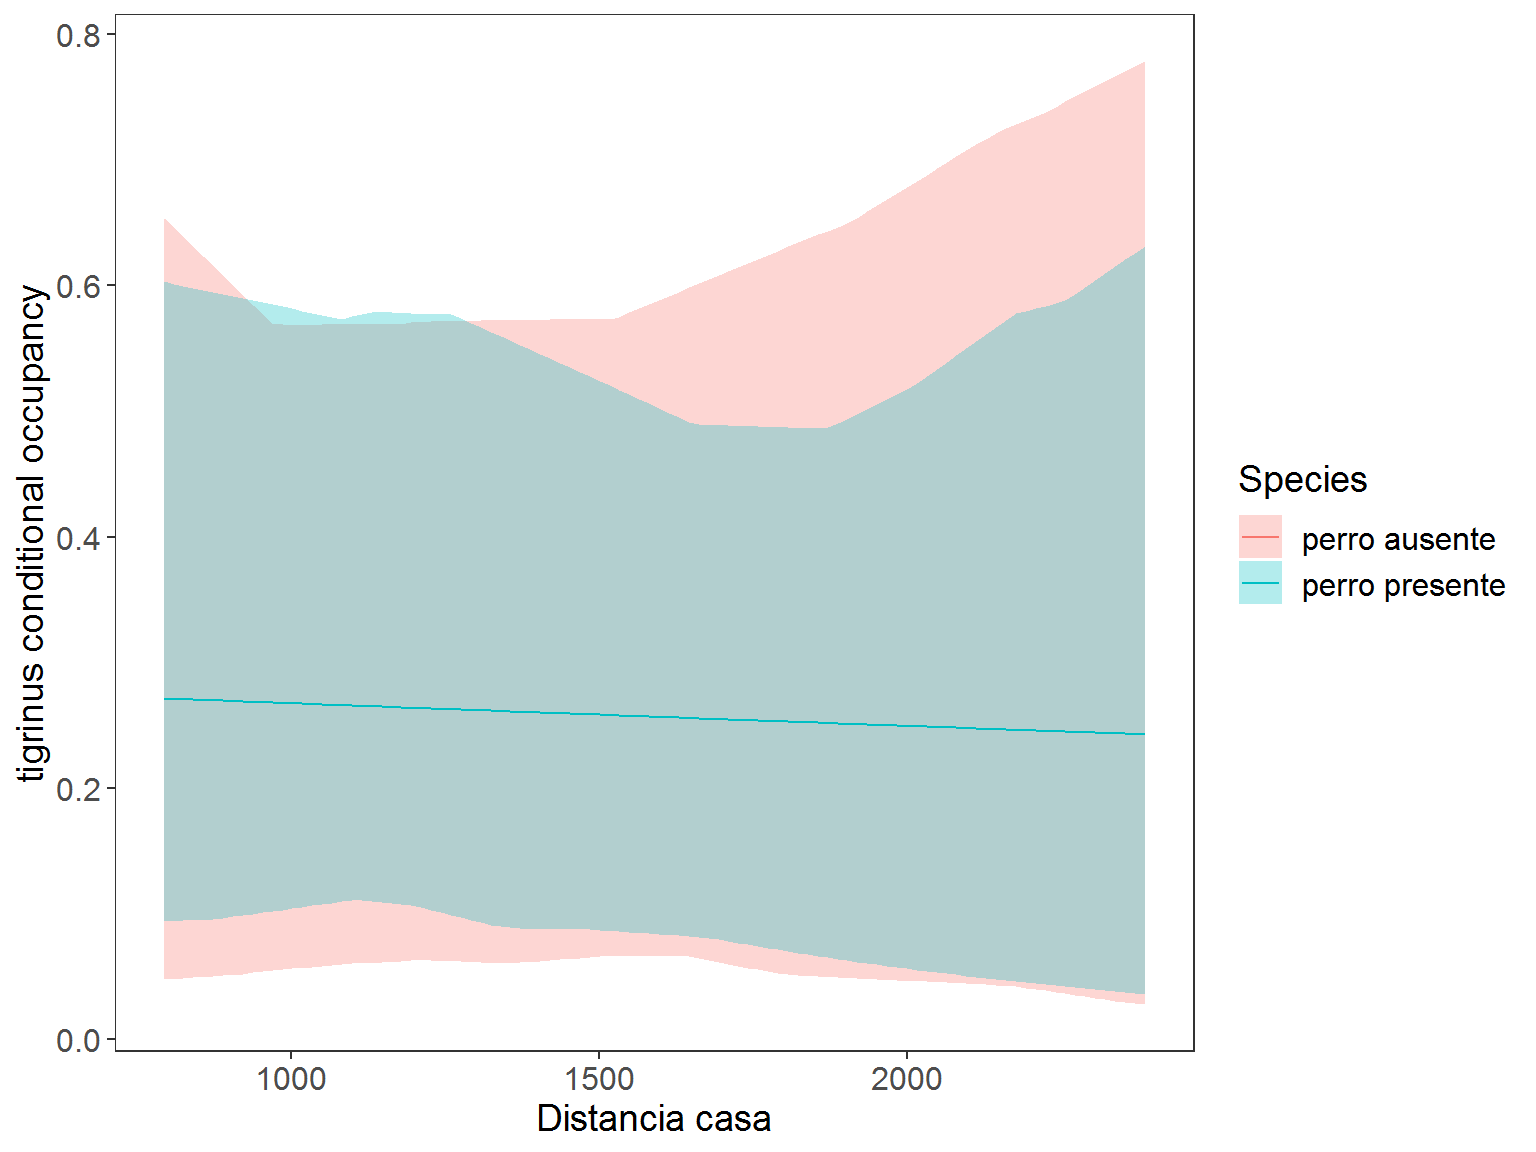 tigrinus conditional occupancy
0.8
0.6
0.4
0.2
0.0
1000 1500 2000
Distancia casa
Species
perro ausente
perro presente